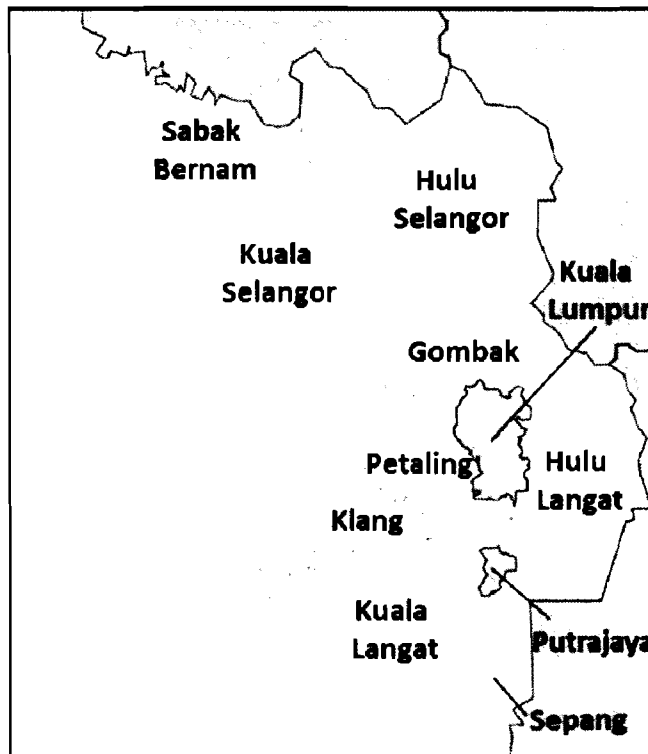 Sabak
Bernam
Hulu
Selangor
Kuala
Selangor
Kuala
Lumpur
Gombak
Petaling
Hulu
Langat
Klang
Kuala
Langat
Putrajaya
Sepang